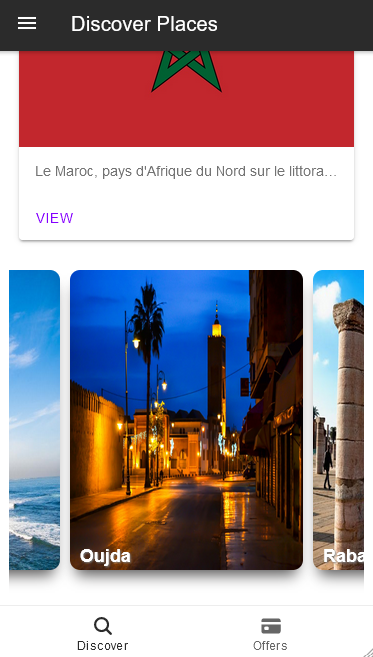 Discover Places
Le Maroc, pays d'Afrique du Nord sur le littora...
VIEW
Oujda
Raba
Discover
Offers